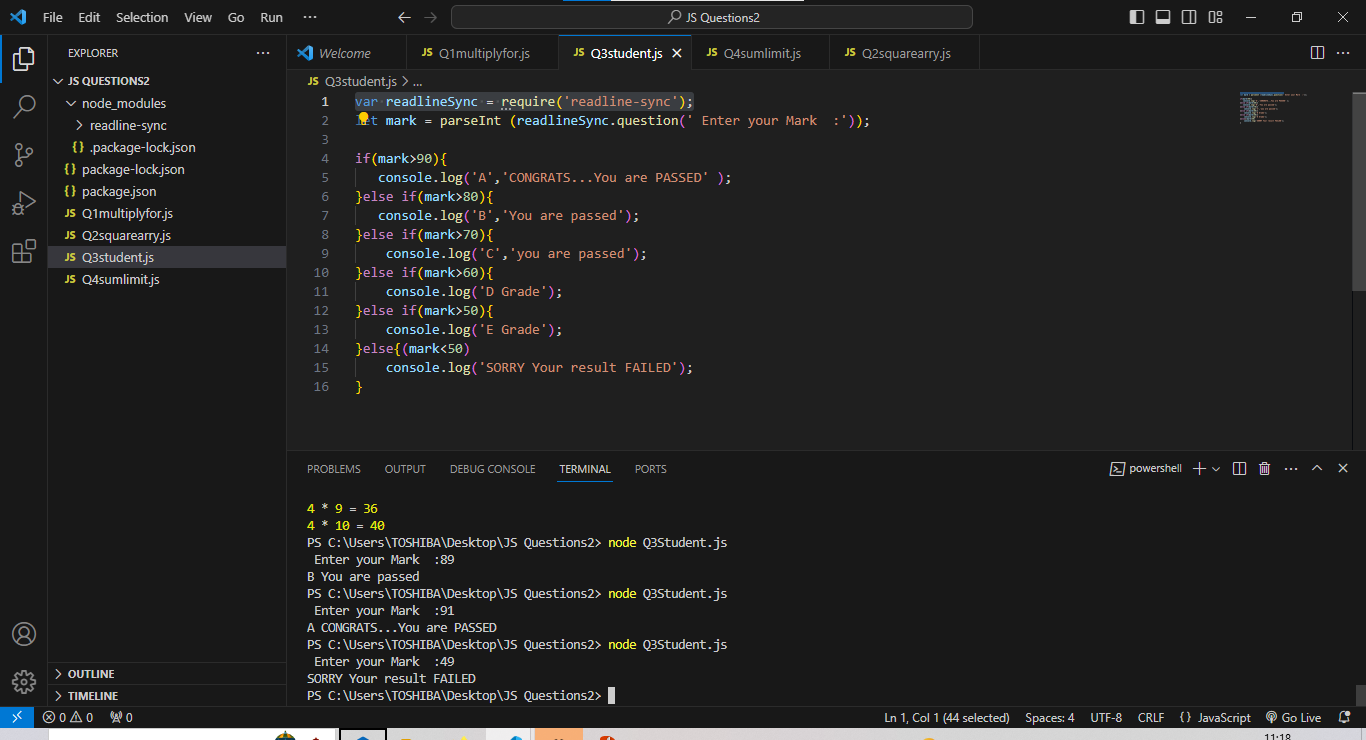 File Edit Selection View Go Run ··· JS Questions2
EXPLORER ···
JS QUESTIONS2
node_modules
readline-sync
{} .package-lock.json
{} package-lock.json
{} package.json
JS Q1multiplyfor.js
JS Q2squarearry.js
JS Q3student.js
JS Q4sumlimit.js
OUTLINE
TIMELINE
Welcome JS Q1multiplyfor.js JS Q3student.js JS Q4sumlimit.js JS Q2squarearry.js
JS Q3student.js > ...
1 var readlineSync = require('readline-sync');
2 let mark = parseInt (readlineSync.question(' Enter your Mark  :'));
3
4 if(mark>90){
5    console.log('A','CONGRATS...You are PASSED' );
6 }else if(mark>80){
7    console.log('B','You are passed');
8 }else if(mark>70){
9     console.log('C','you are passed');
10 }else if(mark>60){
11     console.log('D Grade');
12 }else if(mark>50){
13     console.log('E Grade');
14 }else{(mark<50)
15     console.log('SORRY Your result FAILED');
16 }
PROBLEMS OUTPUT DEBUG CONSOLE TERMINAL PORTS powershell
4 * 9 = 36
4 * 10 = 40
PS C:\Users\TOSHIBA\Desktop\JS Questions2> node Q3Student.js
 Enter your Mark  :89
B You are passed
PS C:\Users\TOSHIBA\Desktop\JS Questions2> node Q3Student.js
 Enter your Mark  :91
A CONGRATS...You are PASSED
PS C:\Users\TOSHIBA\Desktop\JS Questions2> node Q3Student.js
 Enter your Mark  :49
SORRY Your result FAILED
PS C:\Users\TOSHIBA\Desktop\JS Questions2>
0 0 0 Ln 1, Col 1 (44 selected) Spaces: 4 UTF-8 CRLF {} JavaScript Go Live
11:18